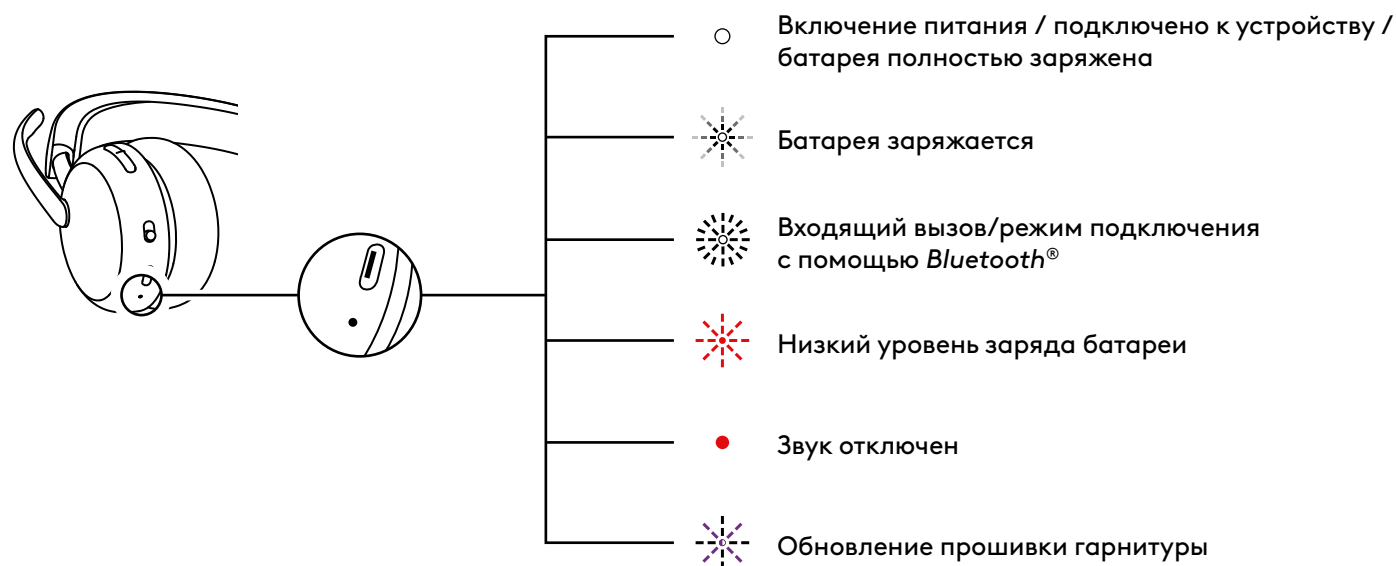 Включение питания / подключено к устройству /
батарея полностью заряжена
Батарея заряжается
Входящий вызов/режим подключения
с помощью Bluetooth®
Низкий уровень заряда батареи
Звук отключен
Обновление прошивки гарнитуры